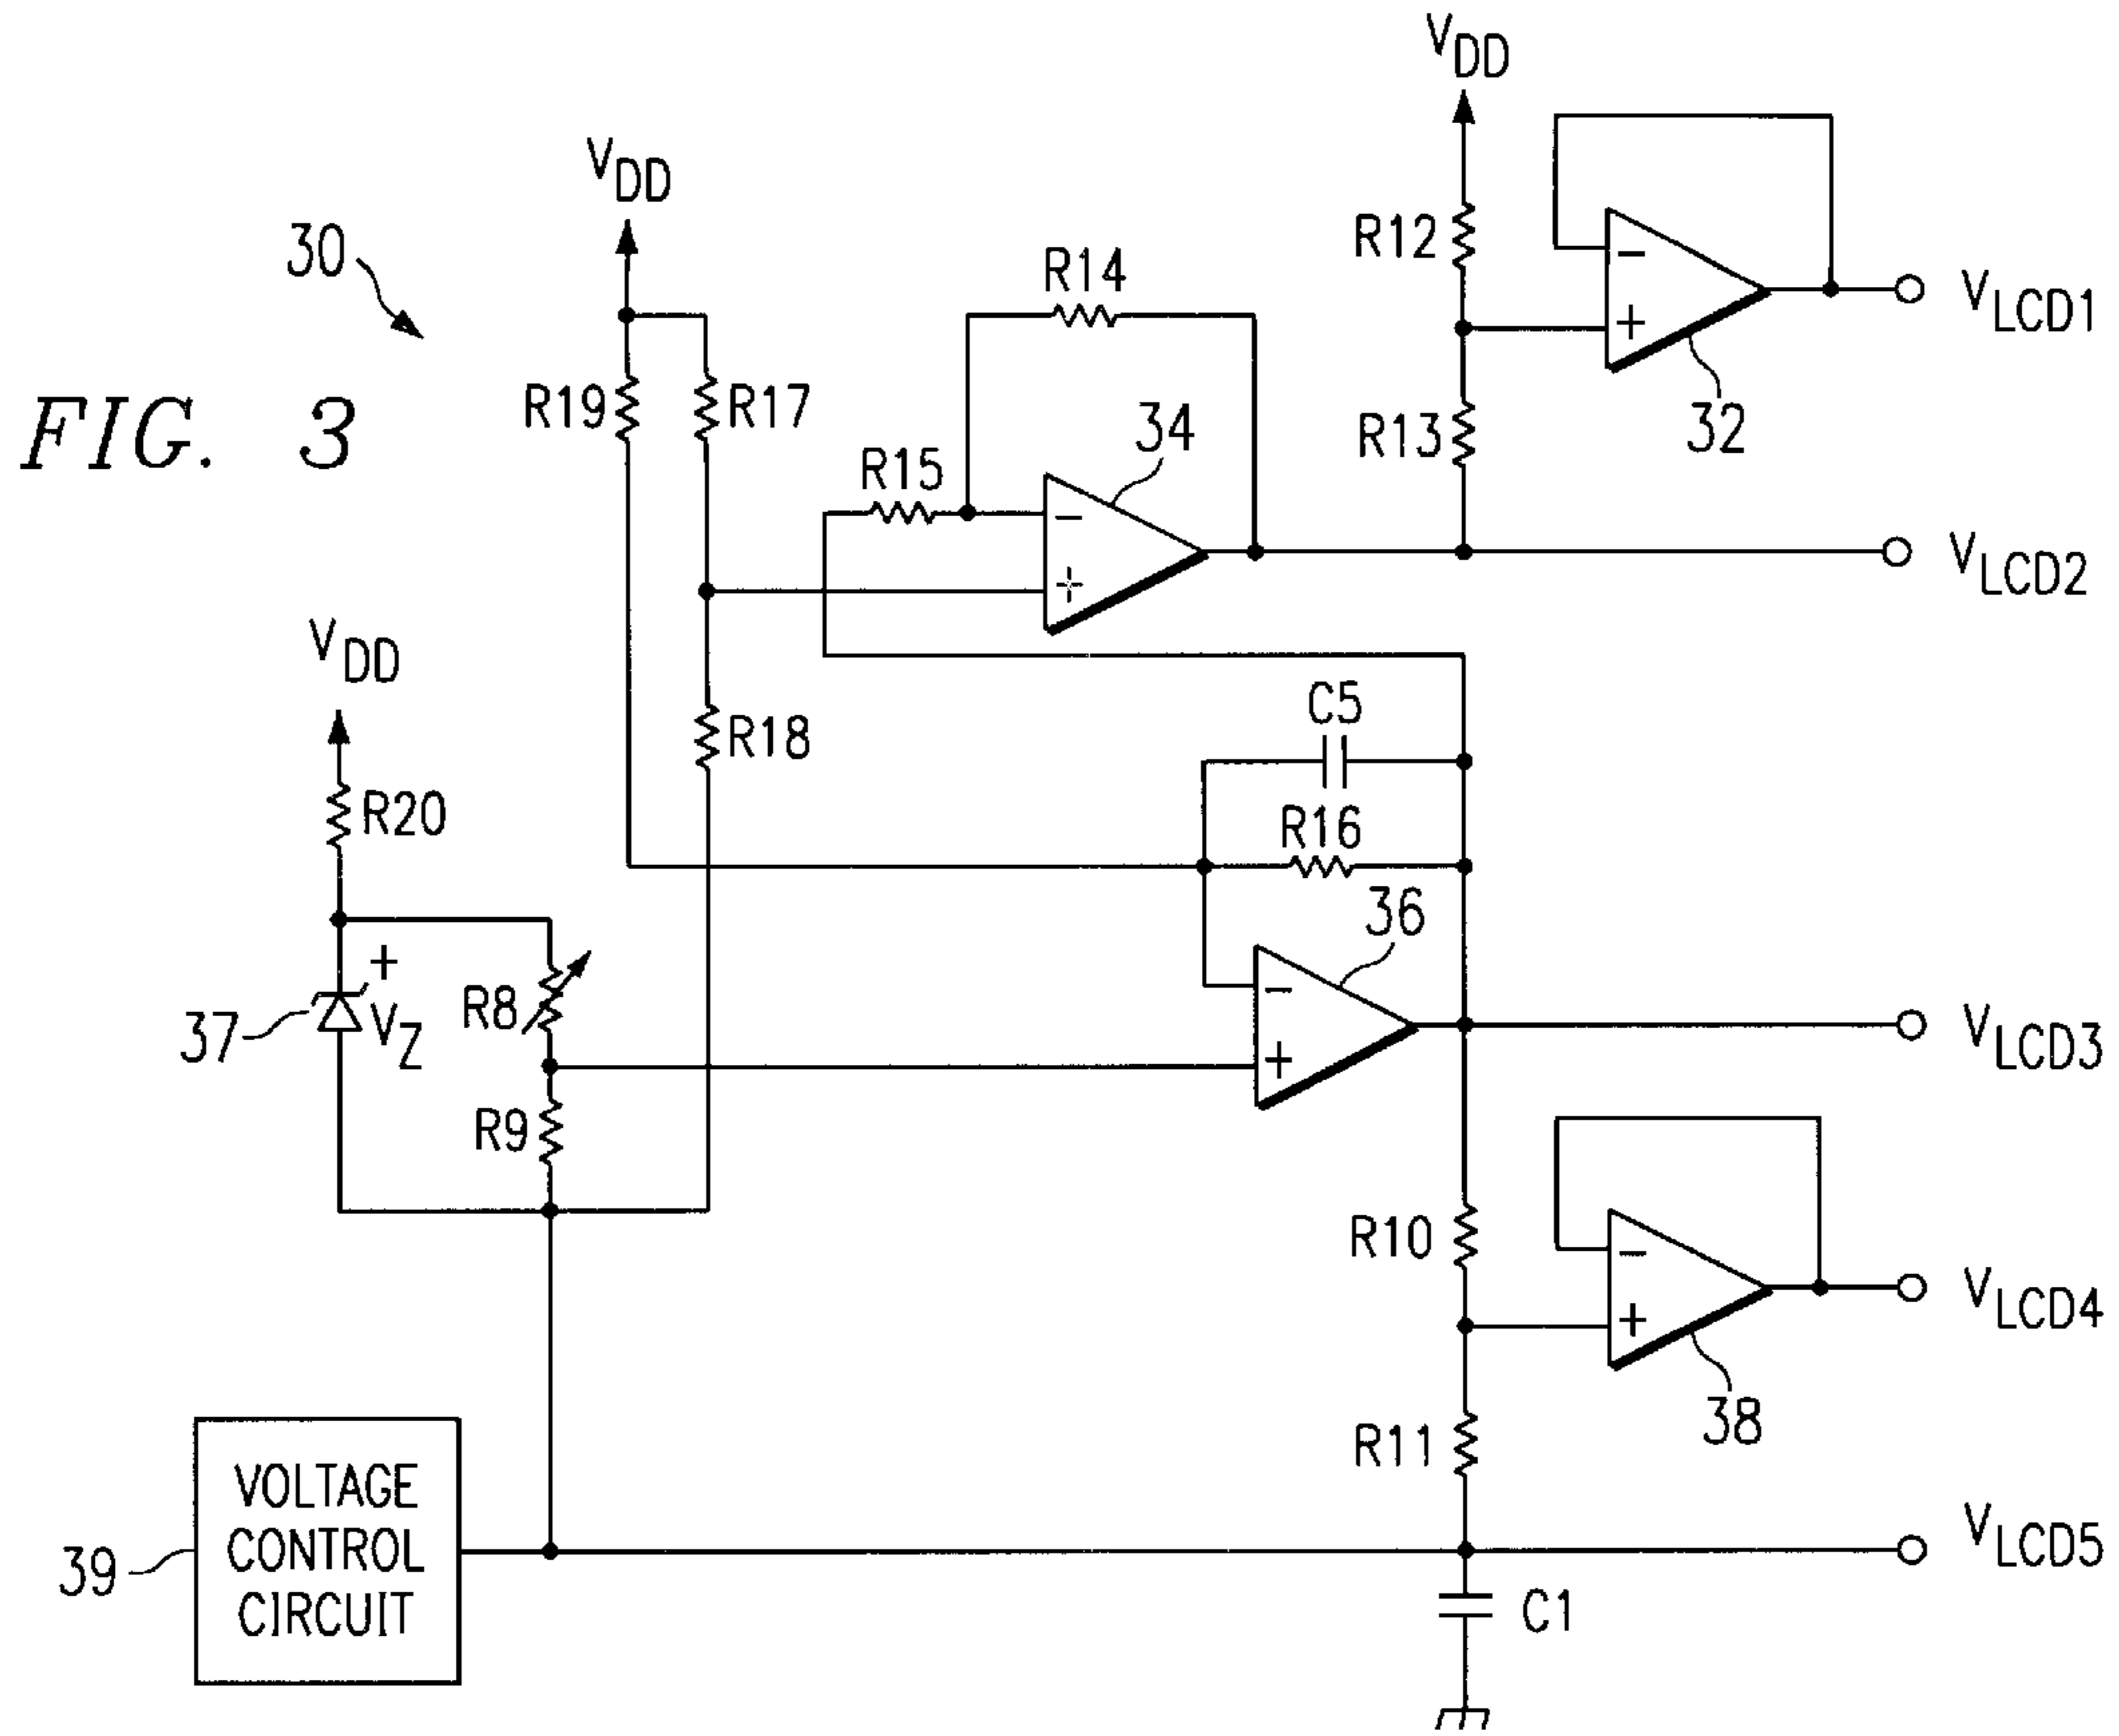 VDD
VDD
30
R12
R14
−
+
VLCD1
FIG. 3
R19
R17
R15
34
R13
32
−
+
VLCD2
VDD
C5
R18
R20
R16
36
+
VZ
37
R8
−
+
VLCD3
R9
R10
−
+
VLCD4
38
R11
VOLTAGE
CONTROL
CIRCUIT
39
VLCD5
C1